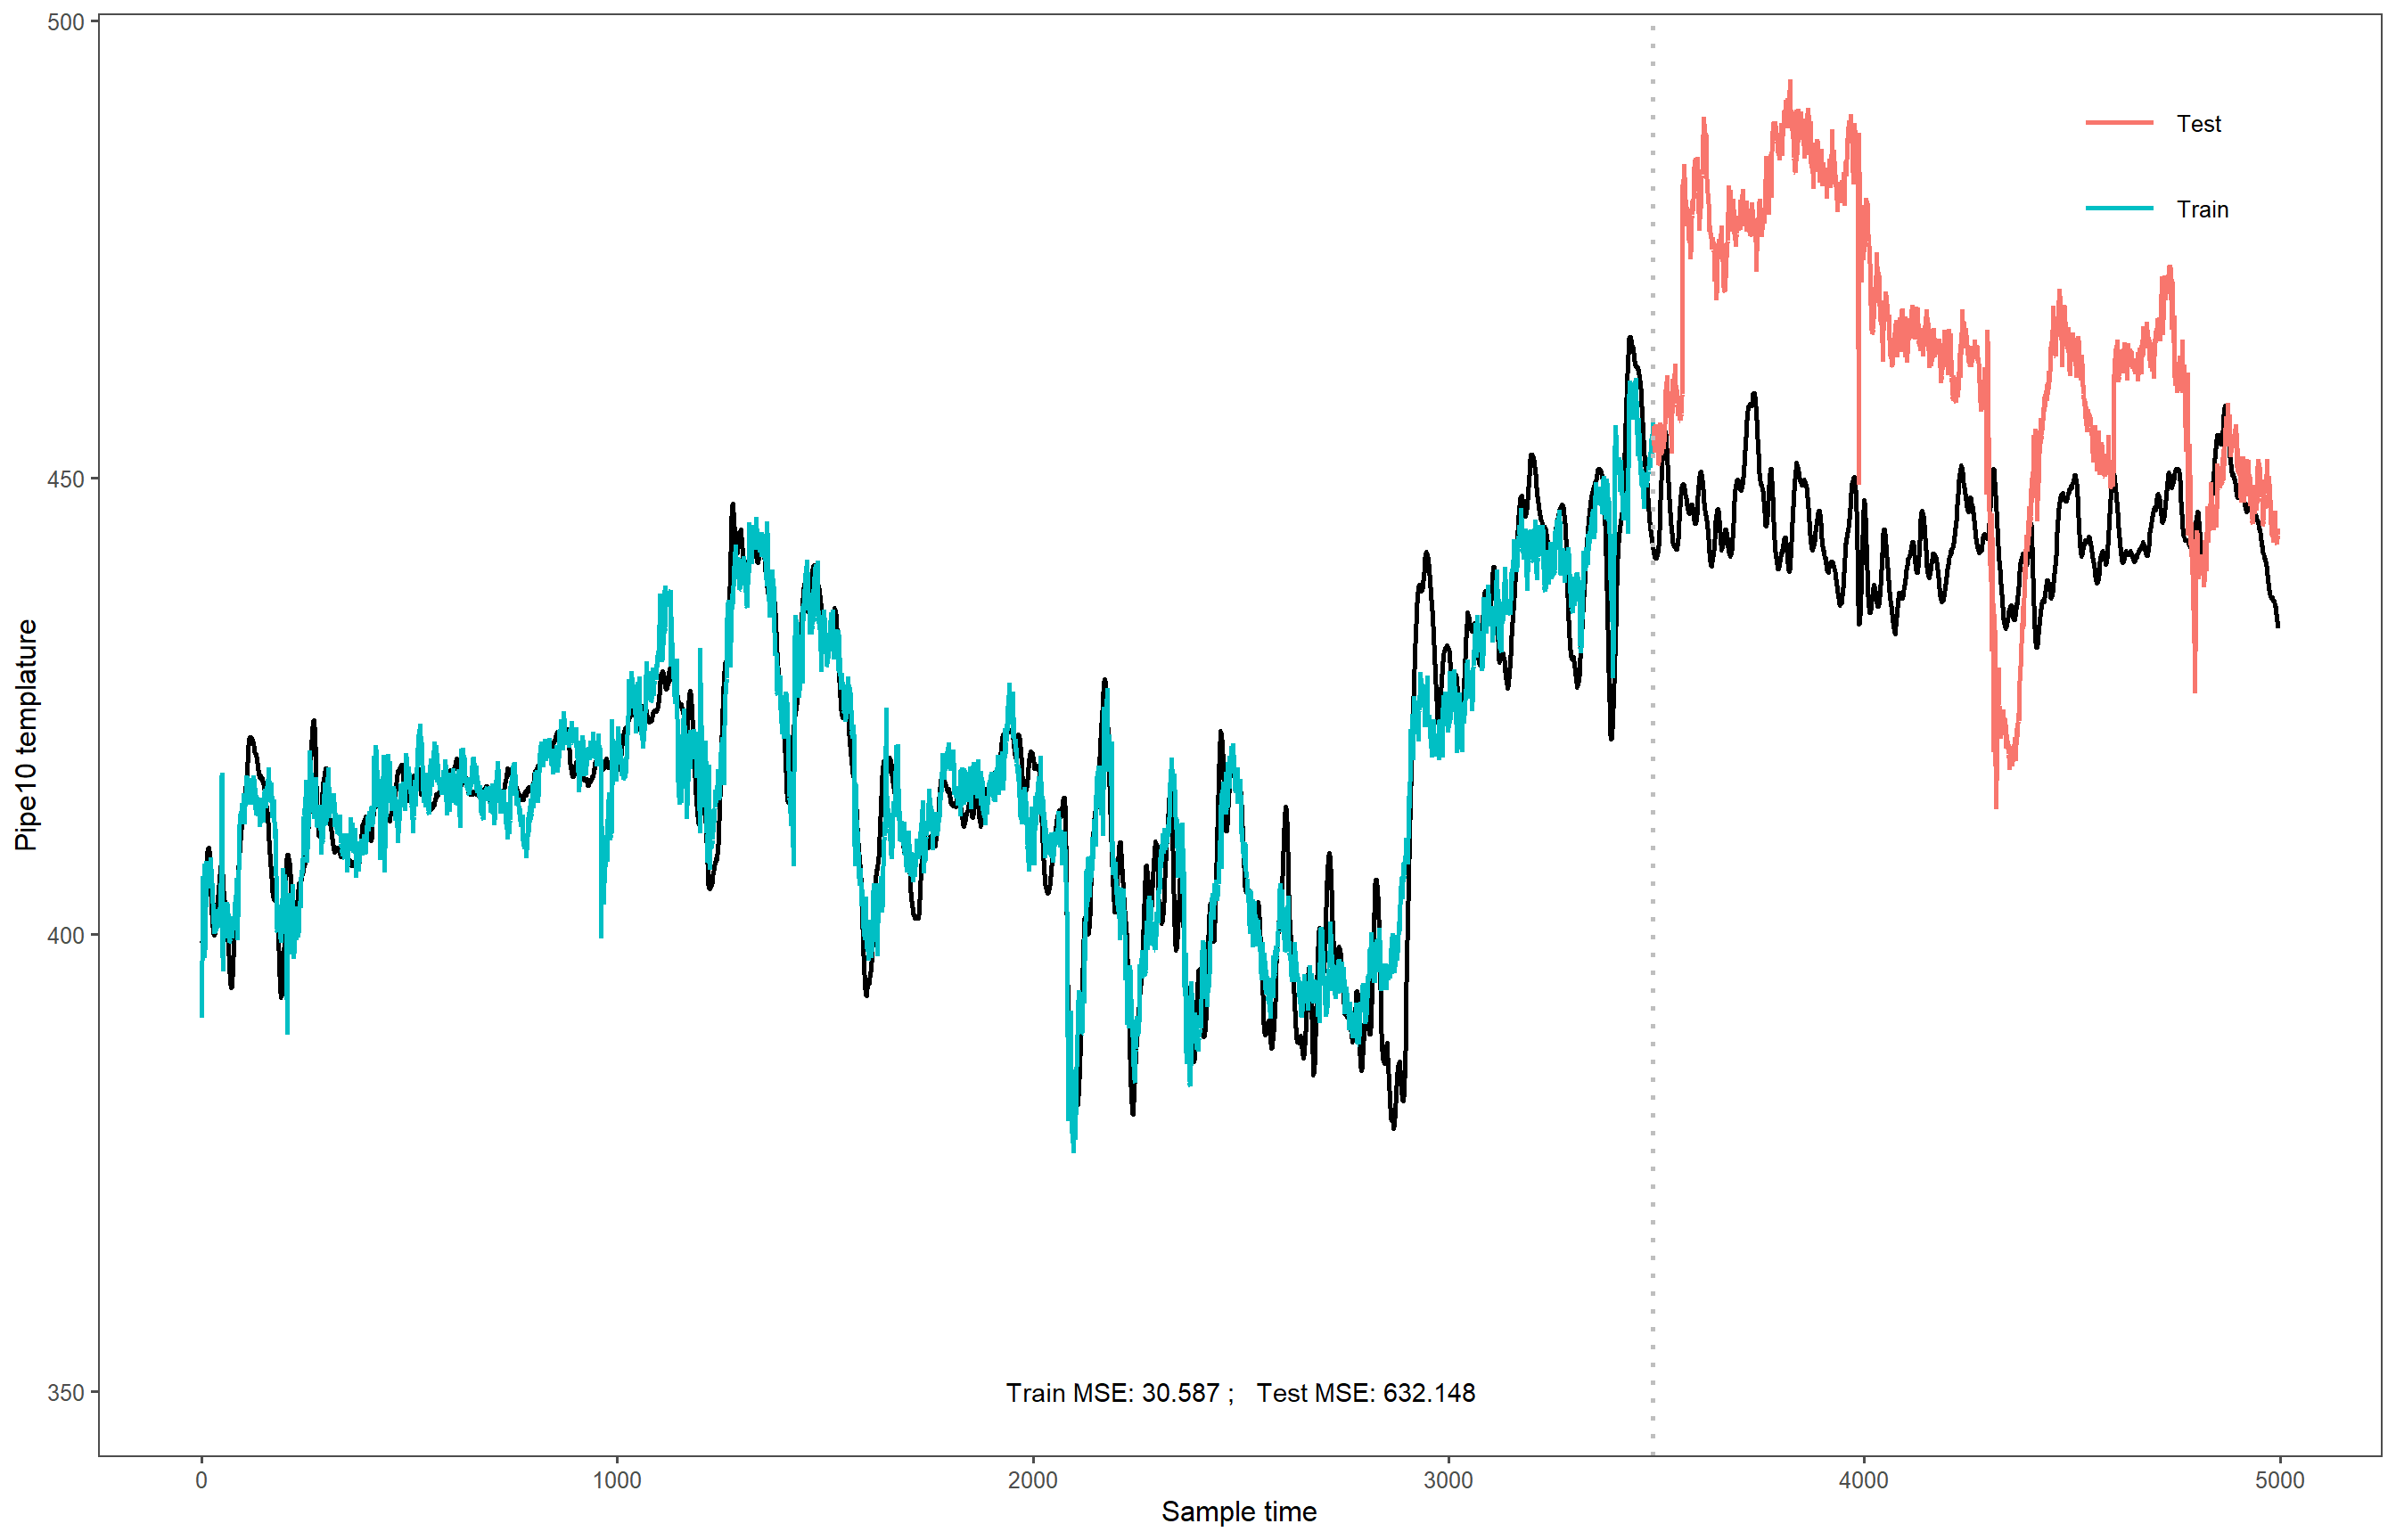 500
Test
Train
450
Pipe10 templature
400
350
Train MSE: 30.587 ; Test MSE: 632.148
0 1000 2000 3000 4000 5000
Sample time